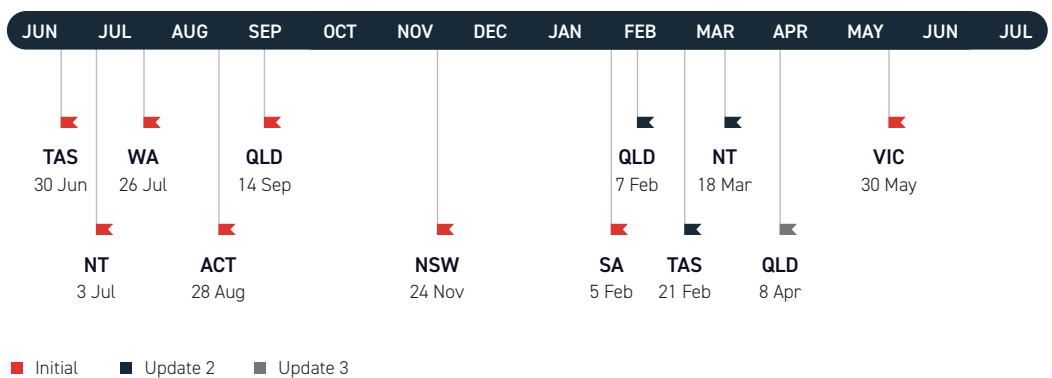 JUN JUL AUG SEP OCT NOV DEC JAN FEB MAR APR MAY JUN JUL
TAS WA QLD QLD NT VIC
30 Jun 26 Jul 14 Sep 7 Feb 18 Mar 30 May
NT ACT NSW SA TAS QLD
3 Jul 28 Aug 24 Nov 5 Feb 21 Feb 8 Apr
Initial Update 2 Update 3